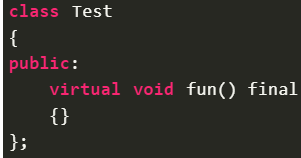 class Test
{
public:
    virtual void fun() final
    {}
};